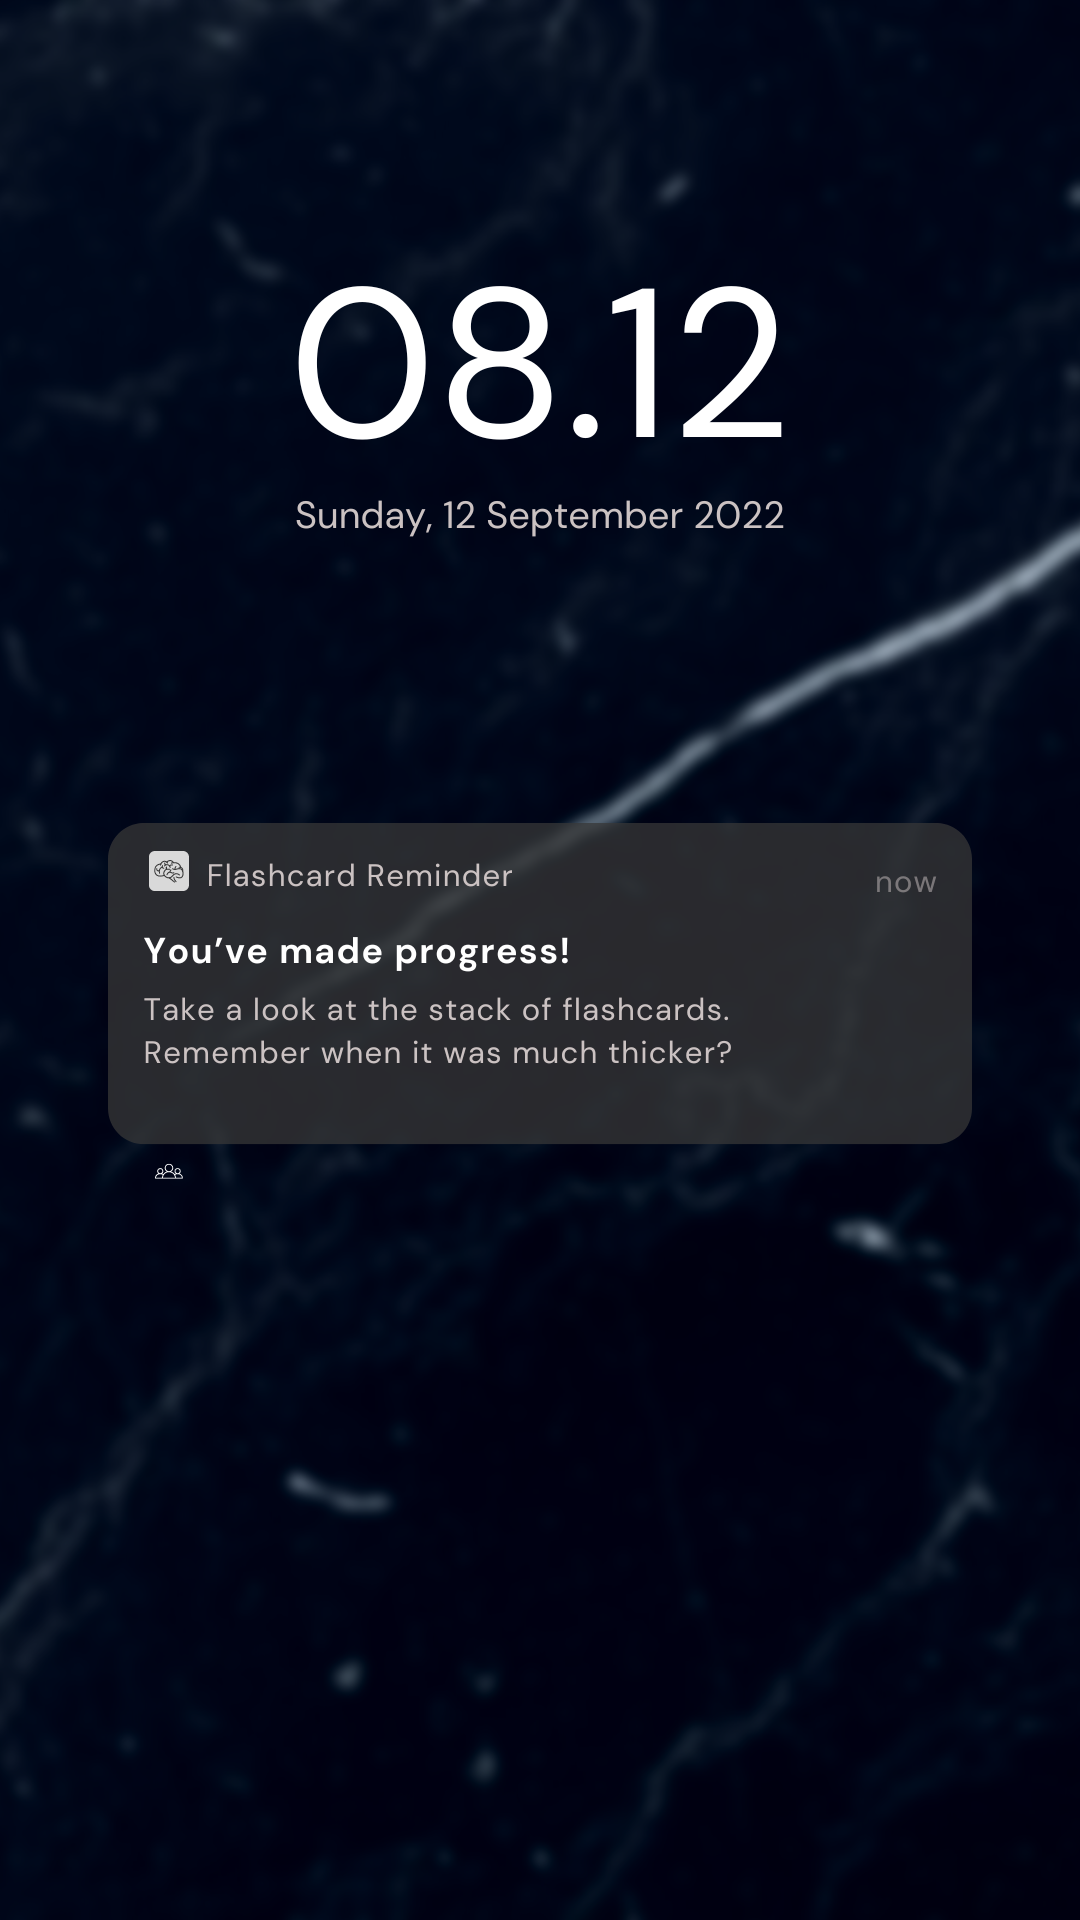 08.12
Sunday, 12 September 2022
Flashcard Reminder
now
You’ve made progress!
Take a look at the stack of flashcards.
Remember when it was much thicker?